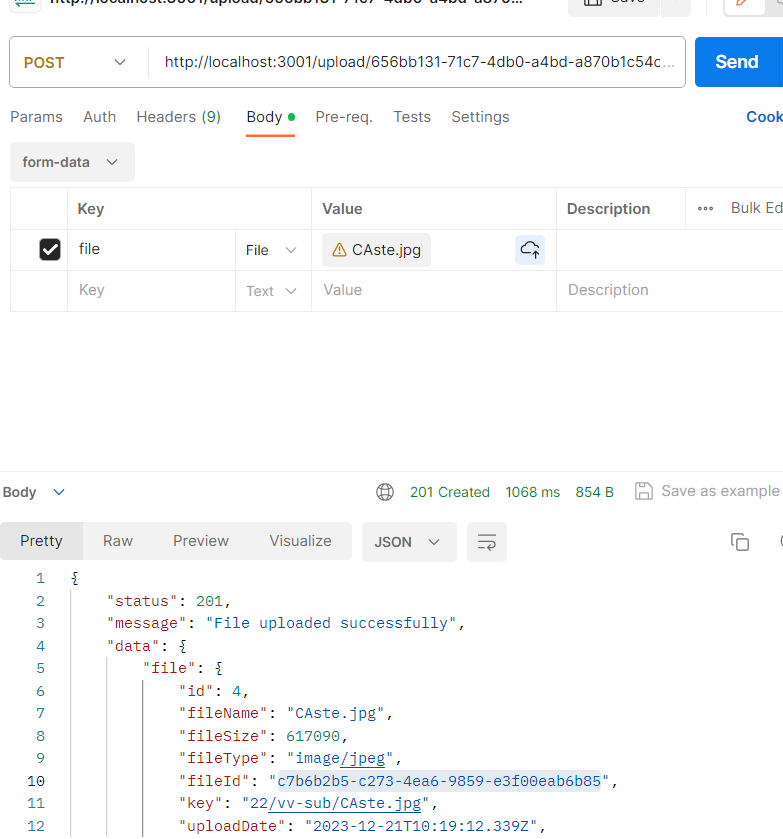 POST http://localhost:3001/upload/656bb131-71c7-4db0-a4bd-a870b1c54c... Send
Params Auth Headers (9) Body Pre-req. Tests Settings Cook
form-data
Key Value Description Bulk Ed
file File CAste.jpg
Key Text Value Description
Body 201 Created 1068 ms 854 B Save as example
Pretty Raw Preview Visualize JSON
1 {
2 "status": 201,
3 "message": "File uploaded successfully",
4 "data": {
5 "file": {
6 "id": 4,
7 "fileName": "CAste.jpg",
8 "fileSize": 617090,
9 "fileType": "image/jpeg",
10 "fileId": "c7b6b2b5-c273-4ea6-9859-e3f00eab6b85",
11 "key": "22/vv-sub/CAste.jpg",
12 "uploadDate": "2023-12-21T10:19:12.339Z",